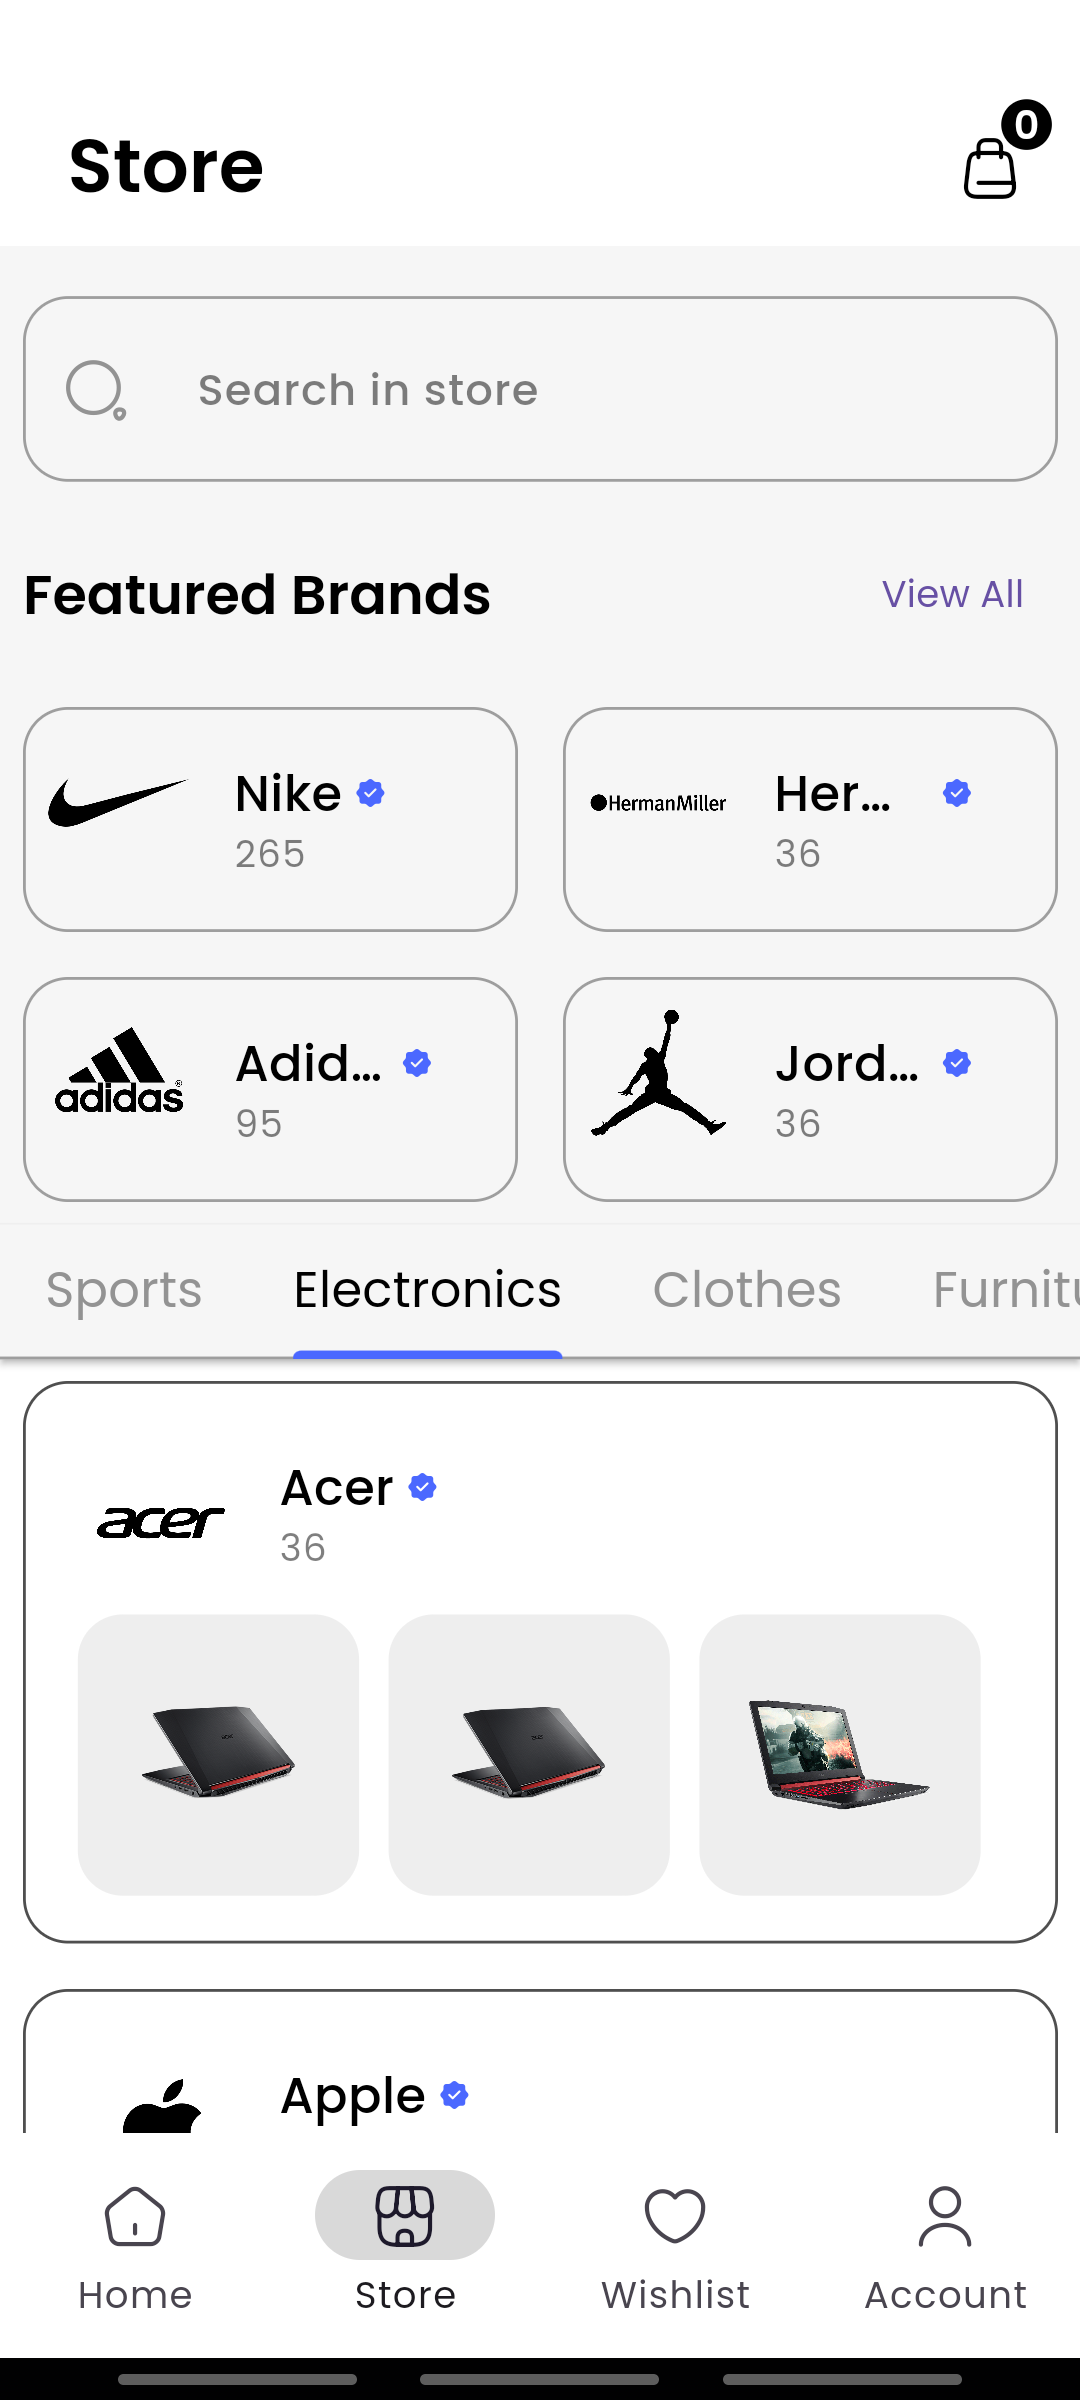 Store
0
Search in store
Featured Brands
View All
Nike
265
HermanMiller
Her...
36
adidas
Adid...
95
Jord...
36
Sports
Electronics
Clothes
Furnitu
acer
Acer
36
Apple
Home
Store
Wishlist
Account